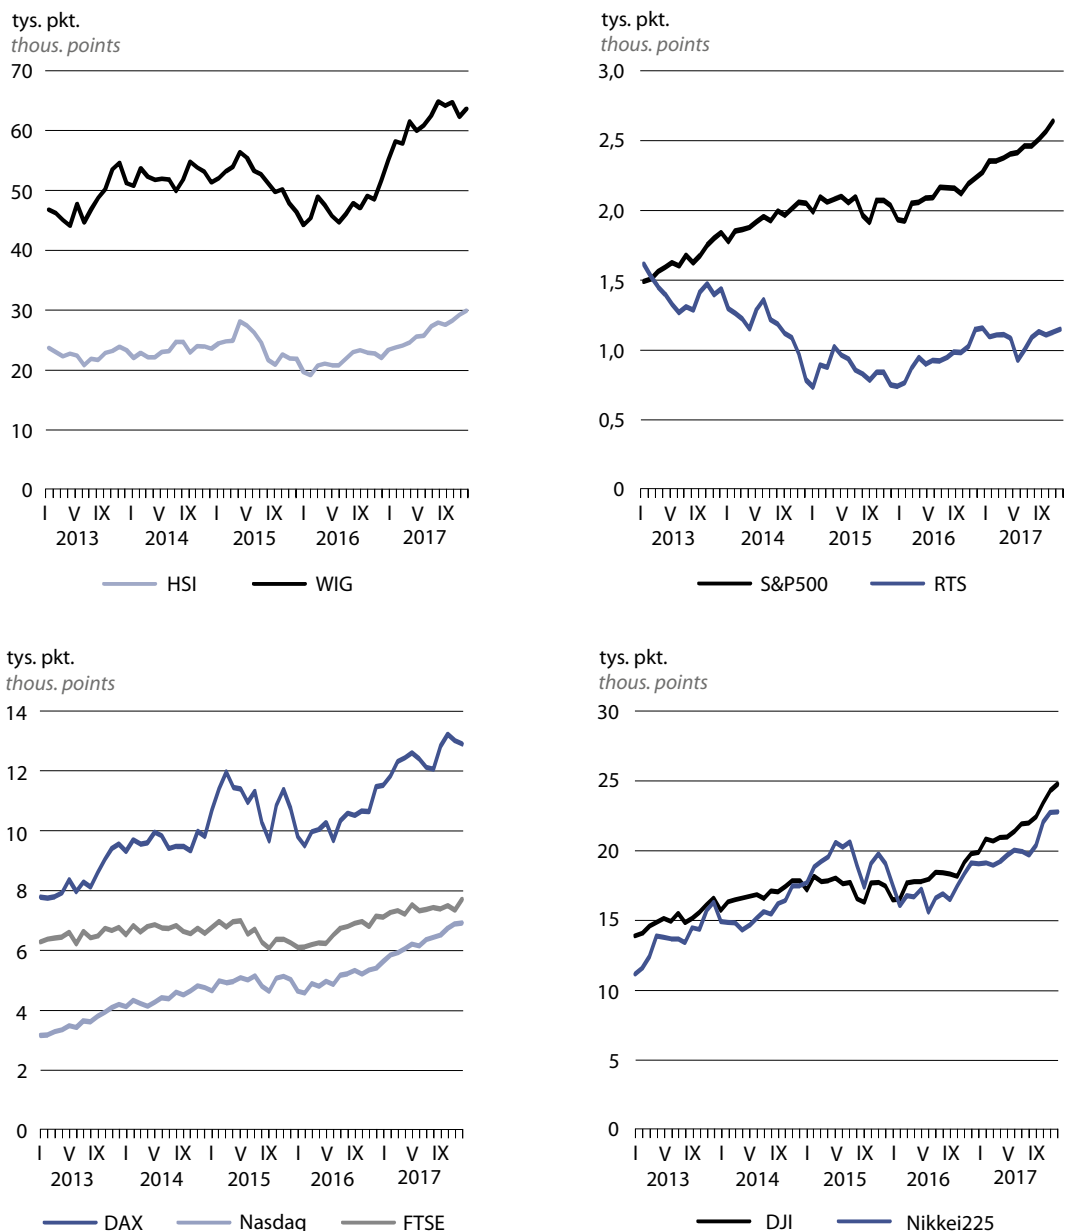 tys. pkt.
thous. points
70
60
50
40
30
20
10
0
I V IX I V IX I V IX I V IX I V IX
2013 2014 2015 2016 2017
HSI WIG
tys. pkt.
thous. points
3,0
2,5
2,0
1,5
1,0
0,5
0
I V IX I V IX I V IX I V IX I V IX
2013 2014 2015 2016 2017
S&P500 RTS
tys. pkt.
thous. points
14
12
10
8
6
4
2
0
I V IX I V IX I V IX I V IX I V IX
2013 2014 2015 2016 2017
DAX Nasdaq FTSE
tys. pkt.
thous. points
30
25
20
15
10
5
0
I V IX I V IX I V IX I V IX I V IX
2013 2014 2015 2016 2017
DJI Nikkei225